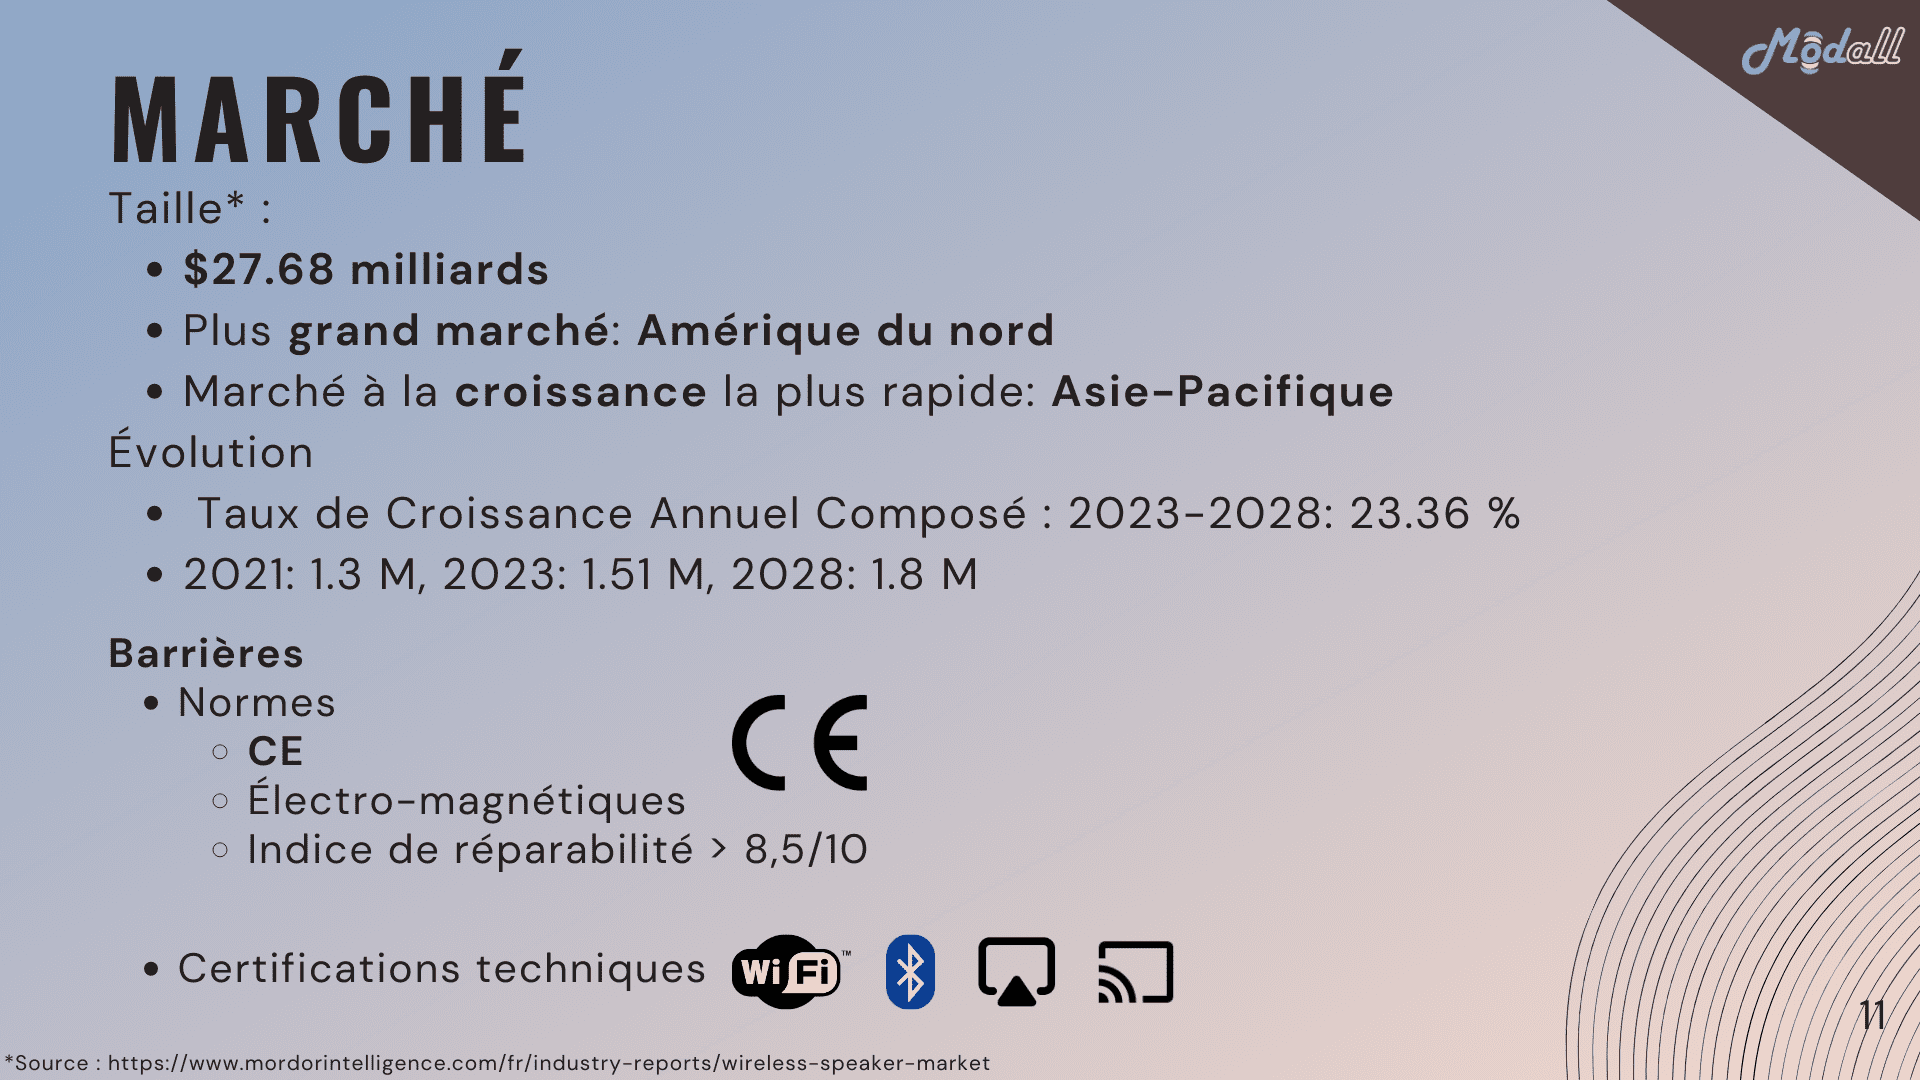 Modall
MARCHÉ
Taille* :
• $27.68 milliards
• Plus grand marché: Amérique du nord
• Marché à la croissance la plus rapide: Asie-Pacifique
Évolution
• Taux de Croissance Annuel Composé : 2023-2028: 23.36 %
• 2021: 1.3 M, 2023: 1.51 M, 2028: 1.8 M
Barrières
• Normes
○ CE
○ Électro-magnétiques
○ Indice de réparabilité > 8,5/10
CE
• Certifications techniques
Wi Fi™
11
*Source : https://www.mordorintelligence.com/fr/industry-reports/wireless-speaker-market